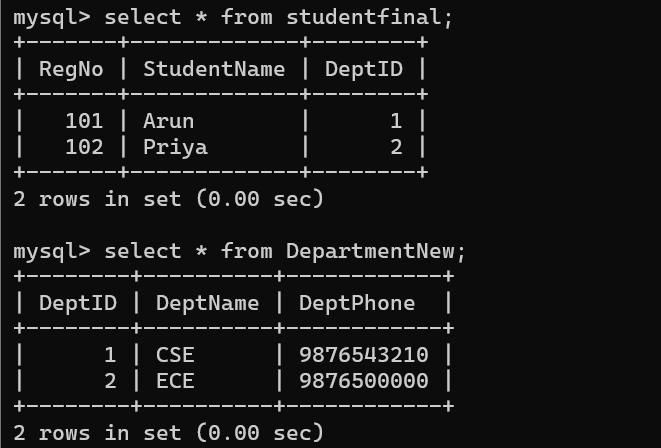 mysql> select * from studentfinal;
+-------+-------------+--------+
| RegNo | StudentName | DeptID |
+-------+-------------+--------+
|   101 | Arun        |      1 |
|   102 | Priya       |      2 |
+-------+-------------+--------+
2 rows in set (0.00 sec)

mysql> select * from DepartmentNew;
+--------+----------+------------+
| DeptID | DeptName | DeptPhone  |
+--------+----------+------------+
|      1 | CSE      | 9876543210 |
|      2 | ECE      | 9876500000 |
+--------+----------+------------+
2 rows in set (0.00 sec)